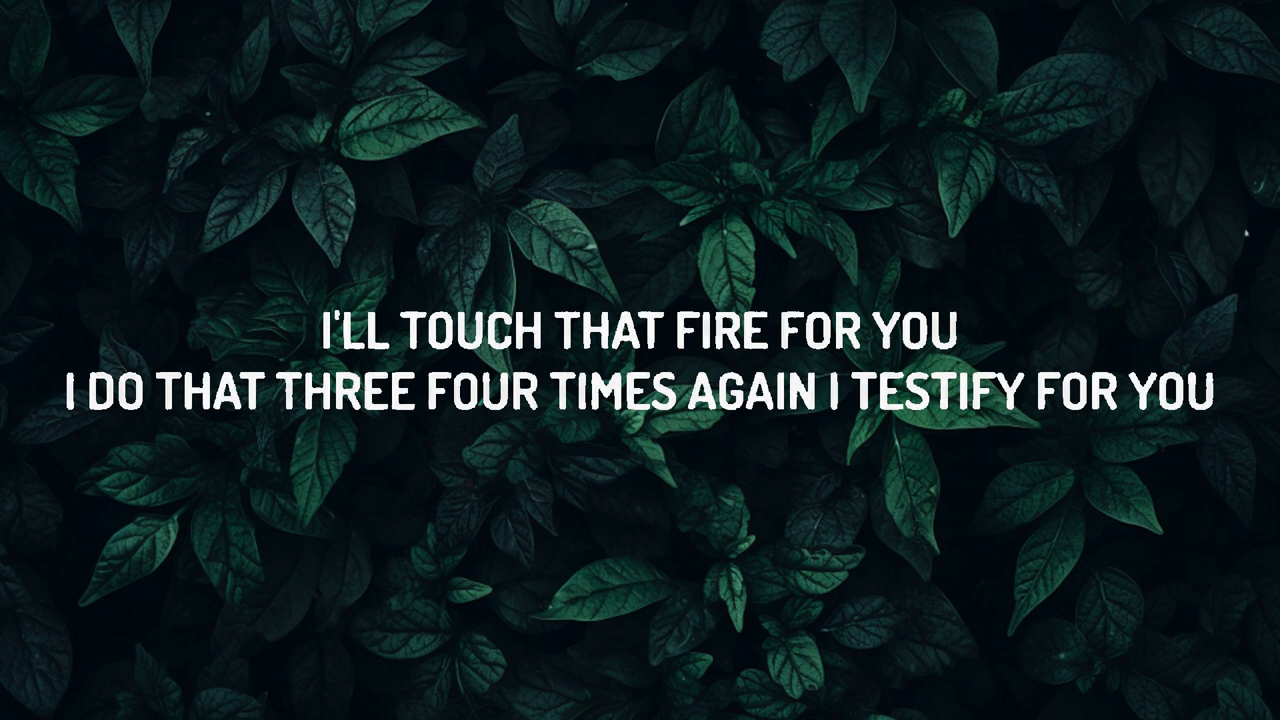 I'LL TOUCH THAT FIRE FOR YOU
I DO THAT THREE FOUR TIMES AGAIN I TESTIFY FOR YOU